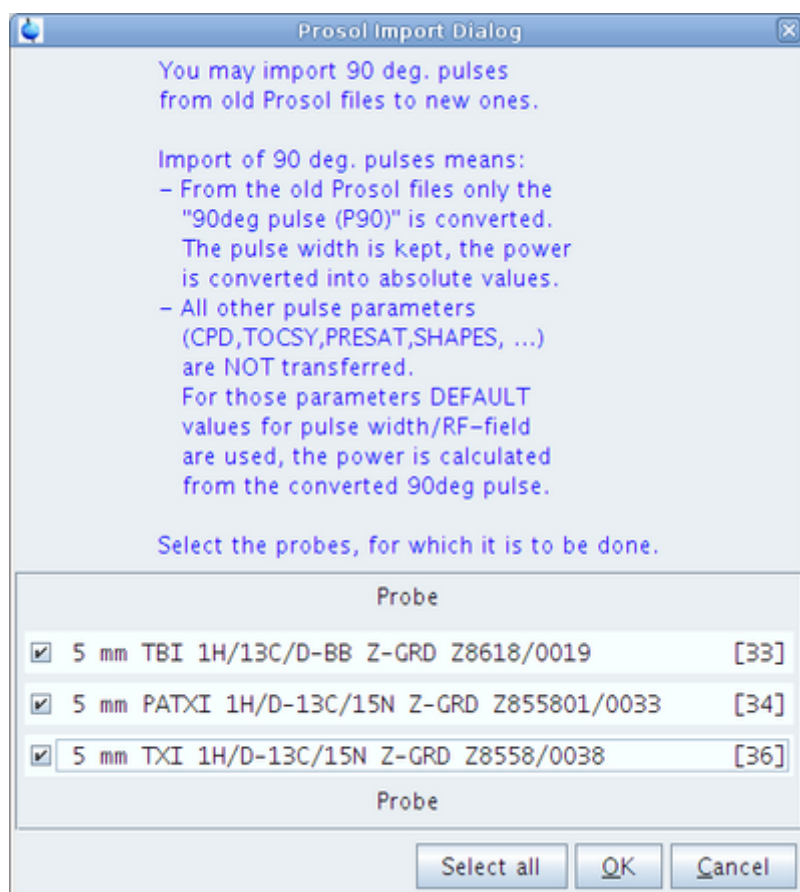 Prosol Import Dialog
You may import 90 deg. pulses
from old Prosol files to new ones.
Import of 90 deg. pulses means:
– From the old Prosol files only the
"90deg pulse (P90)" is converted.
The pulse width is kept, the power
is converted into absolute values.
– All other pulse parameters
(CPD,TOCSY,PRESAT,SHAPES, ...)
are NOT transferred.
For those parameters DEFAULT
values for pulse width/RF-field
are used, the power is calculated
from the converted 90deg pulse.
Select the probes, for which it is to be done.
Probe
5 mm TBI 1H/13C/D-BB Z-GRD Z8618/0019 [33]
5 mm PATXI 1H/D-13C/15N Z-GRD Z855801/0033 [34]
5 mm TXI 1H/D-13C/15N Z-GRD Z8558/0038 [36]
Probe
Select all OK Cancel